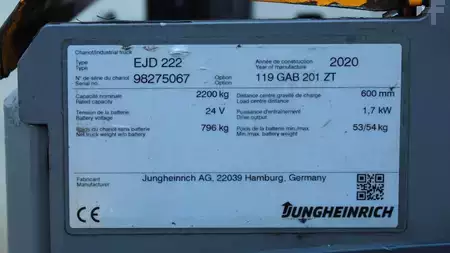 Chariot/Industrial truck
Type EJD 222 Année de construction 2020
Type Year of manufacture
N° de série du chariot 98275067 Option 119 GAB 201 ZT
Serial no. Option
Capacité nominale 2200 kg Distance centre gravité de charge 600 mm
Rated capacity Load centre distance
Tension de la batterie 24 V Puissance d'entraînement 1,7 kW
Battery voltage Drive output
Poids du chariot sans batterie 796 kg Poids de la batterie min./max. 53/54 kg
Net truck weight w/o battery Battery weight min./max.
Fabricant Jungheinrich AG, 22039 Hamburg, Germany
Manufacturer
CE JUNGHEINRICH